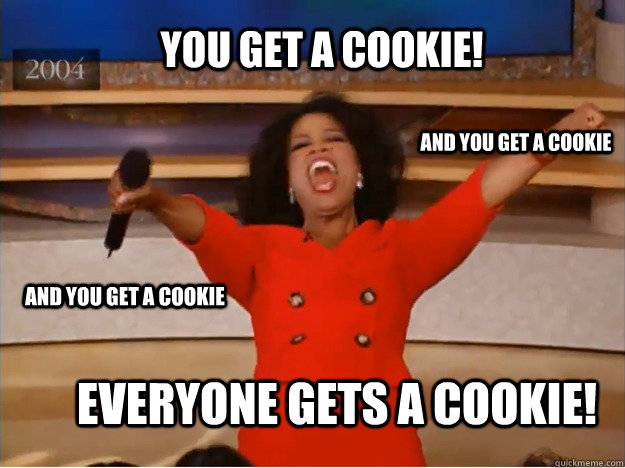 YOU GET A COOKIE!
2004
AND YOU GET A COOKIE
AND YOU GET A COOKIE
EVERYONE GETS A COOKIE!
quickmeme.com